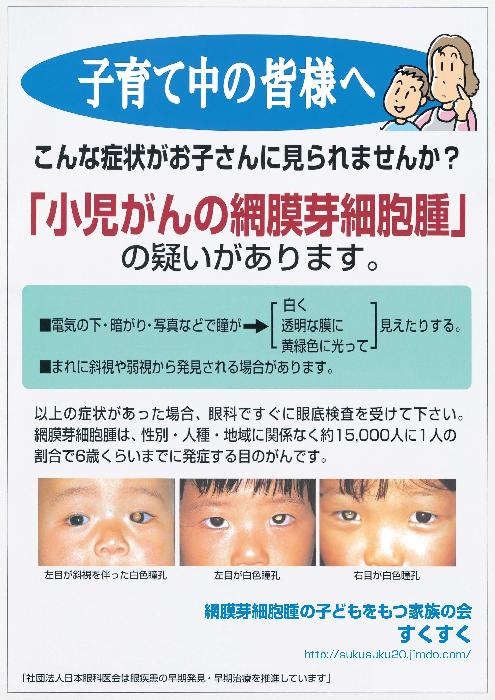 子育て中の皆様へ
こんな症状がお子さんに見られませんか？
「小児がんの網膜芽細胞腫」
の疑いがあります。
■電気の下・暗がり・写真などで瞳が➡[白く
透明な膜に
黄緑色に光って]見えたりする。
■まれに斜視や弱視から発見される場合があります。
以上の症状があった場合、眼科ですぐに眼底検査を受けて下さい。
網膜芽細胞腫は、性別・人種・地域に関係なく約15,000人に1人の
割合で6歳くらいまでに発症する目のがんです。
左目が斜視を伴った白色瞳孔
左目が白色瞳孔
右目が白色瞳孔
網膜芽細胞腫の子どもをもつ家族の会
すくすく
http://sukusuku20.jimdo.com/
「社団法人日本眼科医会は眼疾患の早期発見・早期治療を推進しています」